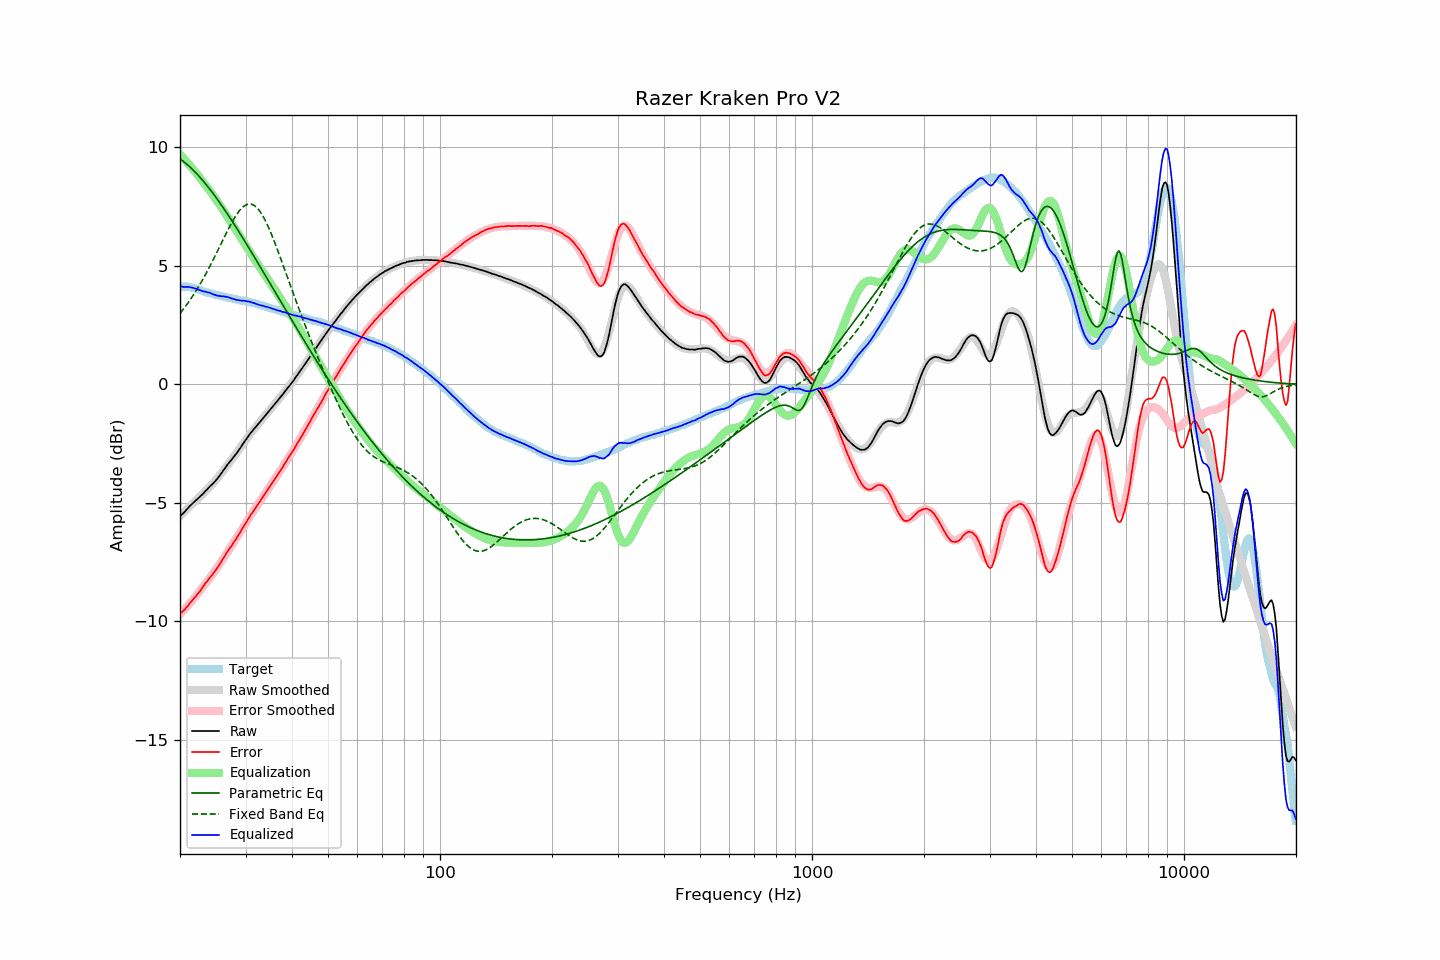 Razer Kraken Pro V2
Amplitude (dBr)
10
5
0
−5
−10
−15
Target
Raw Smoothed
Error Smoothed
Raw
Error
Equalization
Parametric Eq
Fixed Band Eq
Equalized
100
1000
10000
Frequency (Hz)